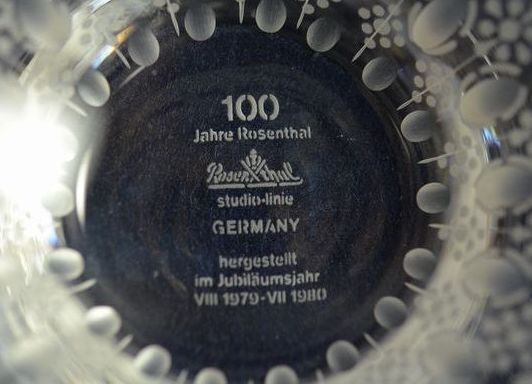 100
Jahre Rosenthal
Rosenthal
studio-linie
GERMANY
hergestellt
im Jubiläumsjahr
VIII 1979-VII 1980